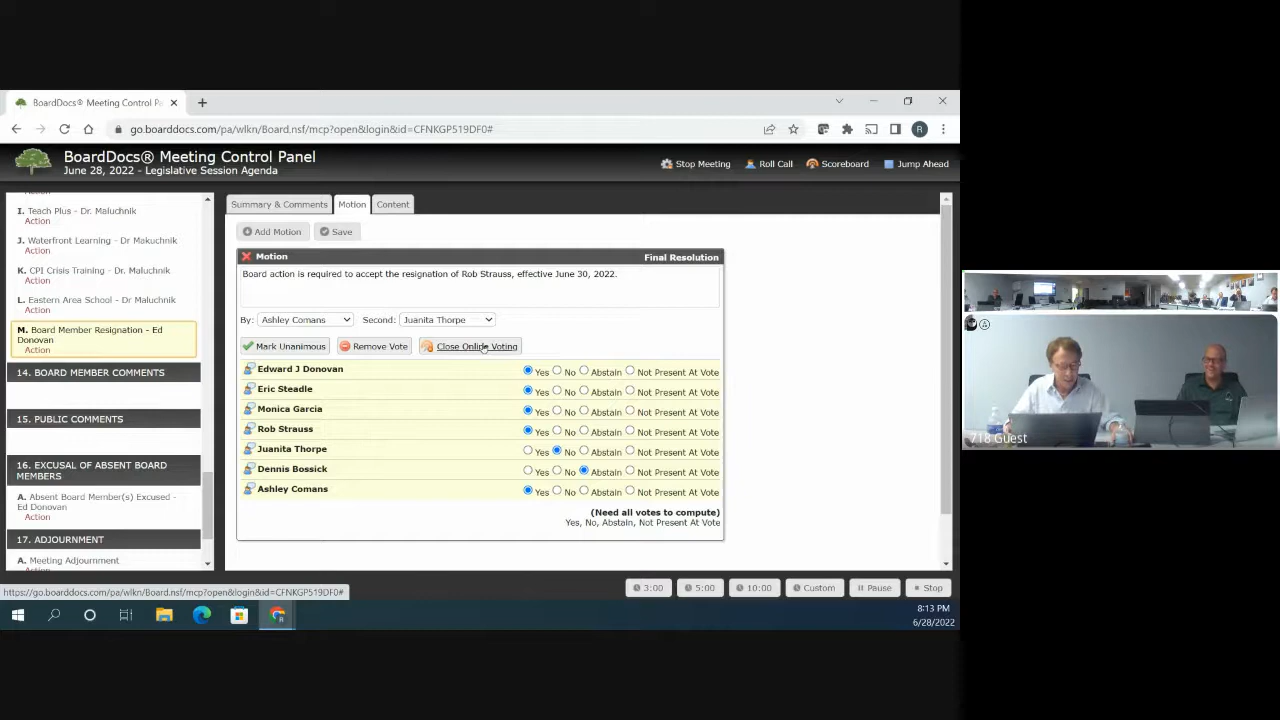 BoardDocs® Meeting Control Pa
go.boarddocs.com/pa/wlkn/Board.nsf/mcp?open&login&id=CFNKGP519DF0#
R
BoardDocs® Meeting Control Panel
June 28, 2022 - Legislative Session Agenda
Stop Meeting
Roll Call
Scoreboard
Jump Ahead
Action
I. Teach Plus - Dr. Maluchnik
Action
J. Waterfront Learning - Dr Makuchnik
Action
K. CPI Crisis Training - Dr. Maluchnik
Action
L. Eastern Area School - Dr Maluchnik
Action
M. Board Member Resignation - Ed
Donovan
Action
14. BOARD MEMBER COMMENTS
15. PUBLIC COMMENTS
16. EXCUSAL OF ABSENT BOARD
MEMBERS
A. Absent Board Member(s) Excused -
Ed Donovan
Action
17. ADJOURNMENT
A. Meeting Adjournment
Summary & Comments Motion Content
Add Motion Save
Motion Final Resolution
Board action is required to accept the resignation of Rob Strauss, effective June 30, 2022.
By: Ashley Comans Second: Juanita Thorpe
Mark Unanimous Remove Vote Close Online Voting
Edward J Donovan Yes No Abstain Not Present At Vote
Eric Steadle Yes No Abstain Not Present At Vote
Monica Garcia Yes No Abstain Not Present At Vote
Rob Strauss Yes No Abstain Not Present At Vote
Juanita Thorpe Yes No Abstain Not Present At Vote
Dennis Bossick Yes No Abstain Not Present At Vote
Ashley Comans Yes No Abstain Not Present At Vote
(Need all votes to compute)
Yes, No, Abstain, Not Present At Vote
718 Guest
https://go.boarddocs.com/pa/wlkn/Board.nsf/mcp?open&login&id=CFNKGP519DF0#
3:00 5:00 10:00 Custom Pause Stop
8:13 PM
6/28/2022